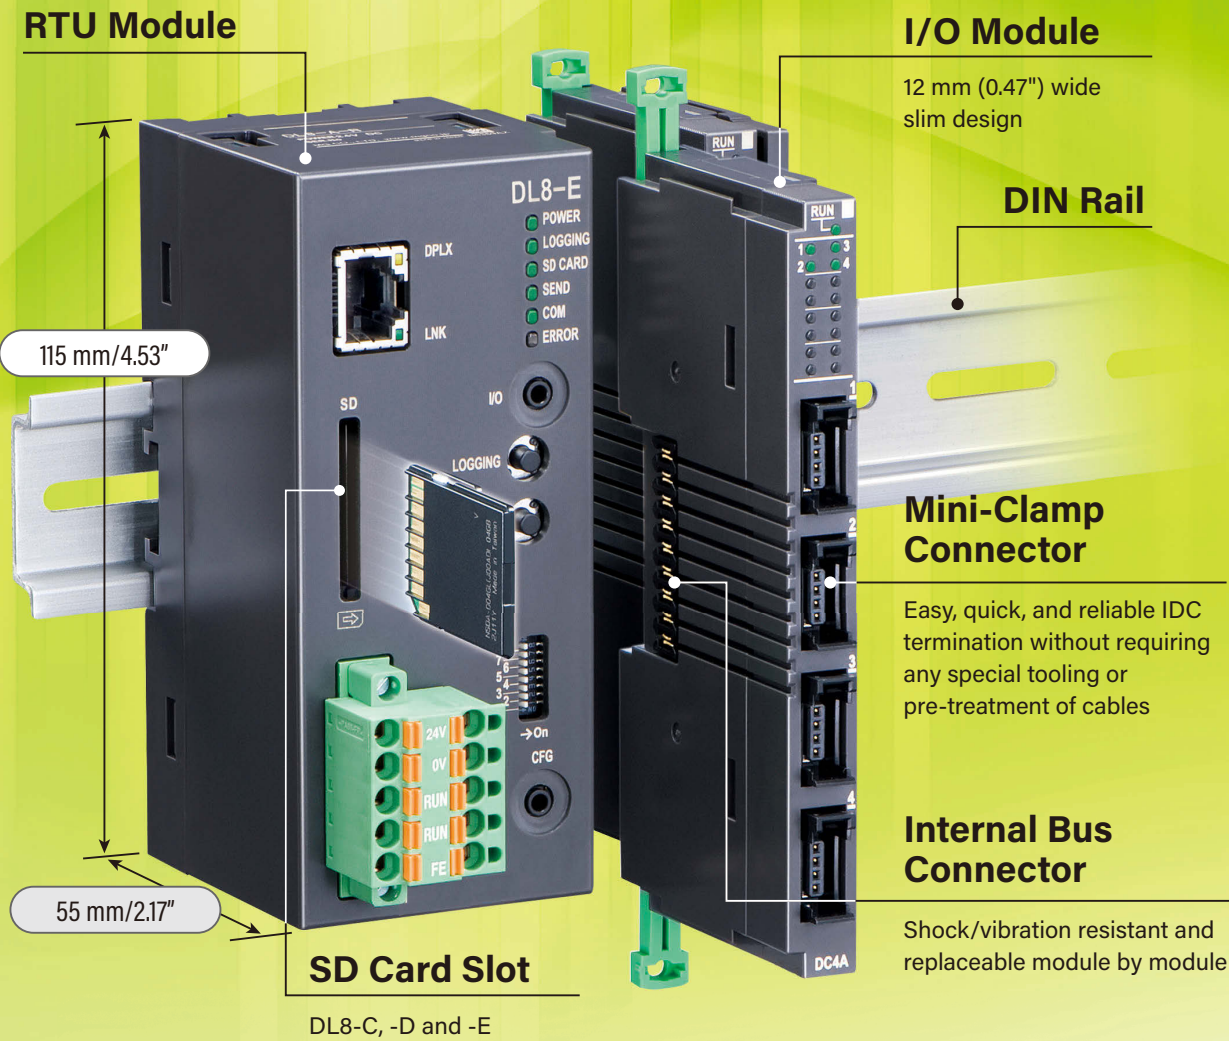 RTU Module
I/O Module
12 mm (0.47") wide
slim design
DIN Rail
RUN
DL8-E
POWER
LOGGING
SD CARD
SEND
COM
ERROR
DPLX
LNK
RUN
1 3
2 4
115 mm/4.53"
SD
I/O
LOGGING
1
2
3
4
Mini-Clamp
Connector
Easy, quick, and reliable IDC
termination without requiring
any special tooling or
pre-treatment of cables
Made in Taiwan
7
6
5
4
3
2
→On
CFG
24V
0V
RUN
RUN
FE
Internal Bus
Connector
Shock/vibration resistant and
replaceable module by module
55 mm/2.17"
DC4A
SD Card Slot
DL8-C, -D and -E